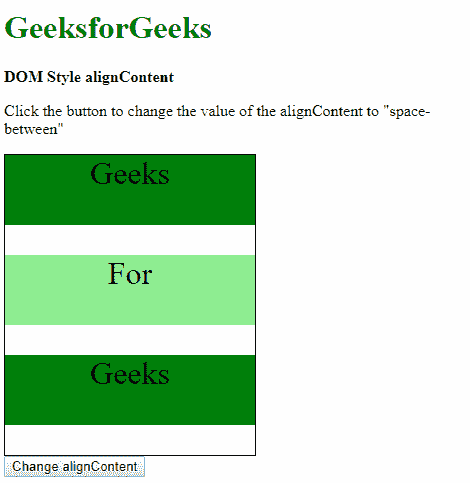 GeeksforGeeks
DOM Style alignContent
Click the button to change the value of the alignContent to "space-
between"
Geeks
For
Geeks
Change alignContent